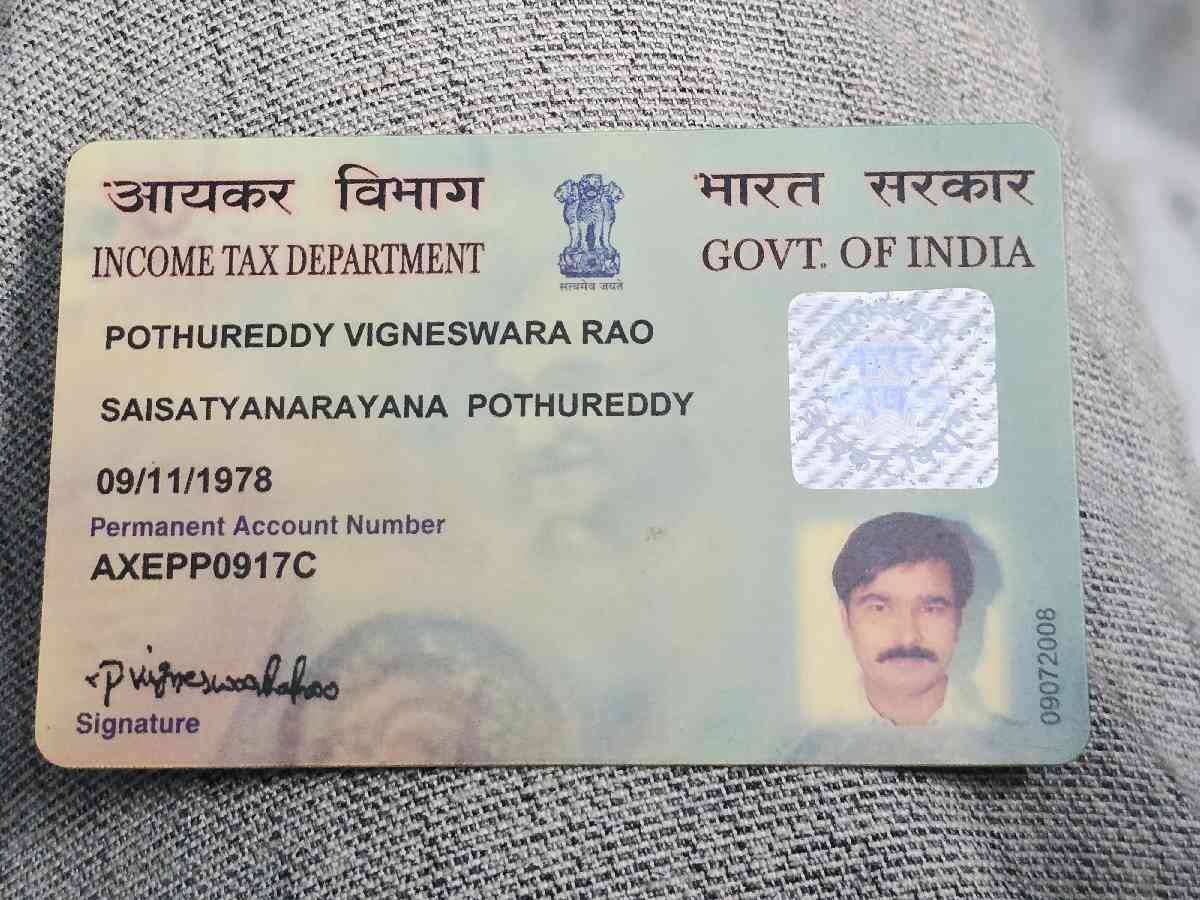 आयकर विभाग
INCOME TAX DEPARTMENT
सत्यमेव जयते
भारत सरकार
GOVT. OF INDIA
POTHUREDDY VIGNESWARA RAO
SAISATYANARAYANA POTHUREDDY
09/11/1978
Permanent Account Number
AXEPP0917C
Signature
09072008